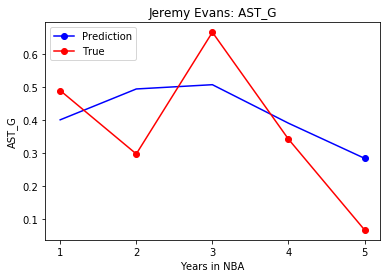 Jeremy Evans: AST_G
Prediction
True
AST_G
0.6
0.5
0.4
0.3
0.2
0.1
1 2 3 4 5
Years in NBA